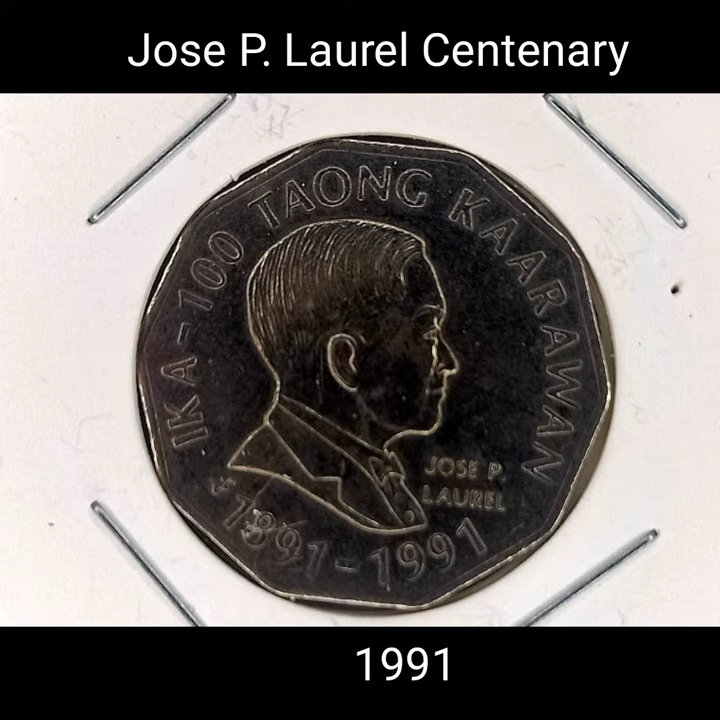 Jose P. Laurel Centenary
IKA-100 TAONG KAARAWAN
JOSE P.
LAUREL
1891-1991
1991